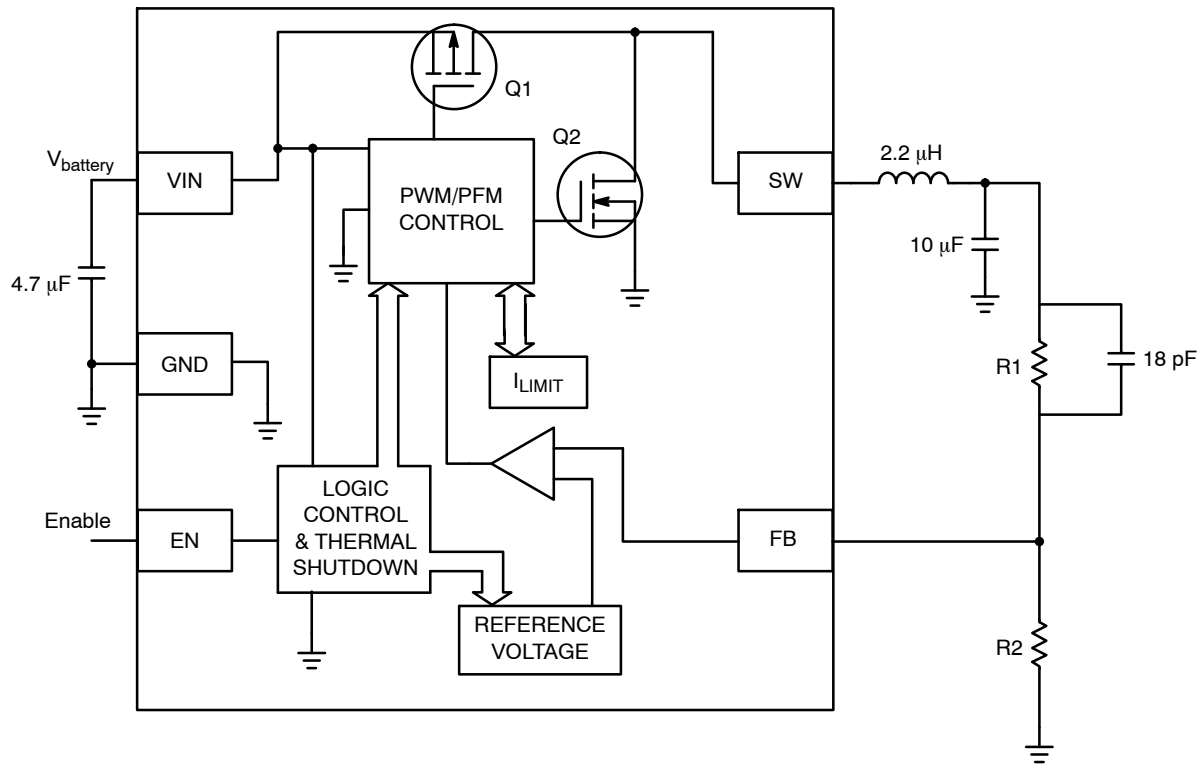 Q1
Q2
V_battery
VIN
PWM/PFM
CONTROL
SW
2.2 μH
10 μF
4.7 μF
GND
I_LIMIT
R1
18 pF
LOGIC
CONTROL
& THERMAL
SHUTDOWN
Enable
EN
FB
REFERENCE
VOLTAGE
R2